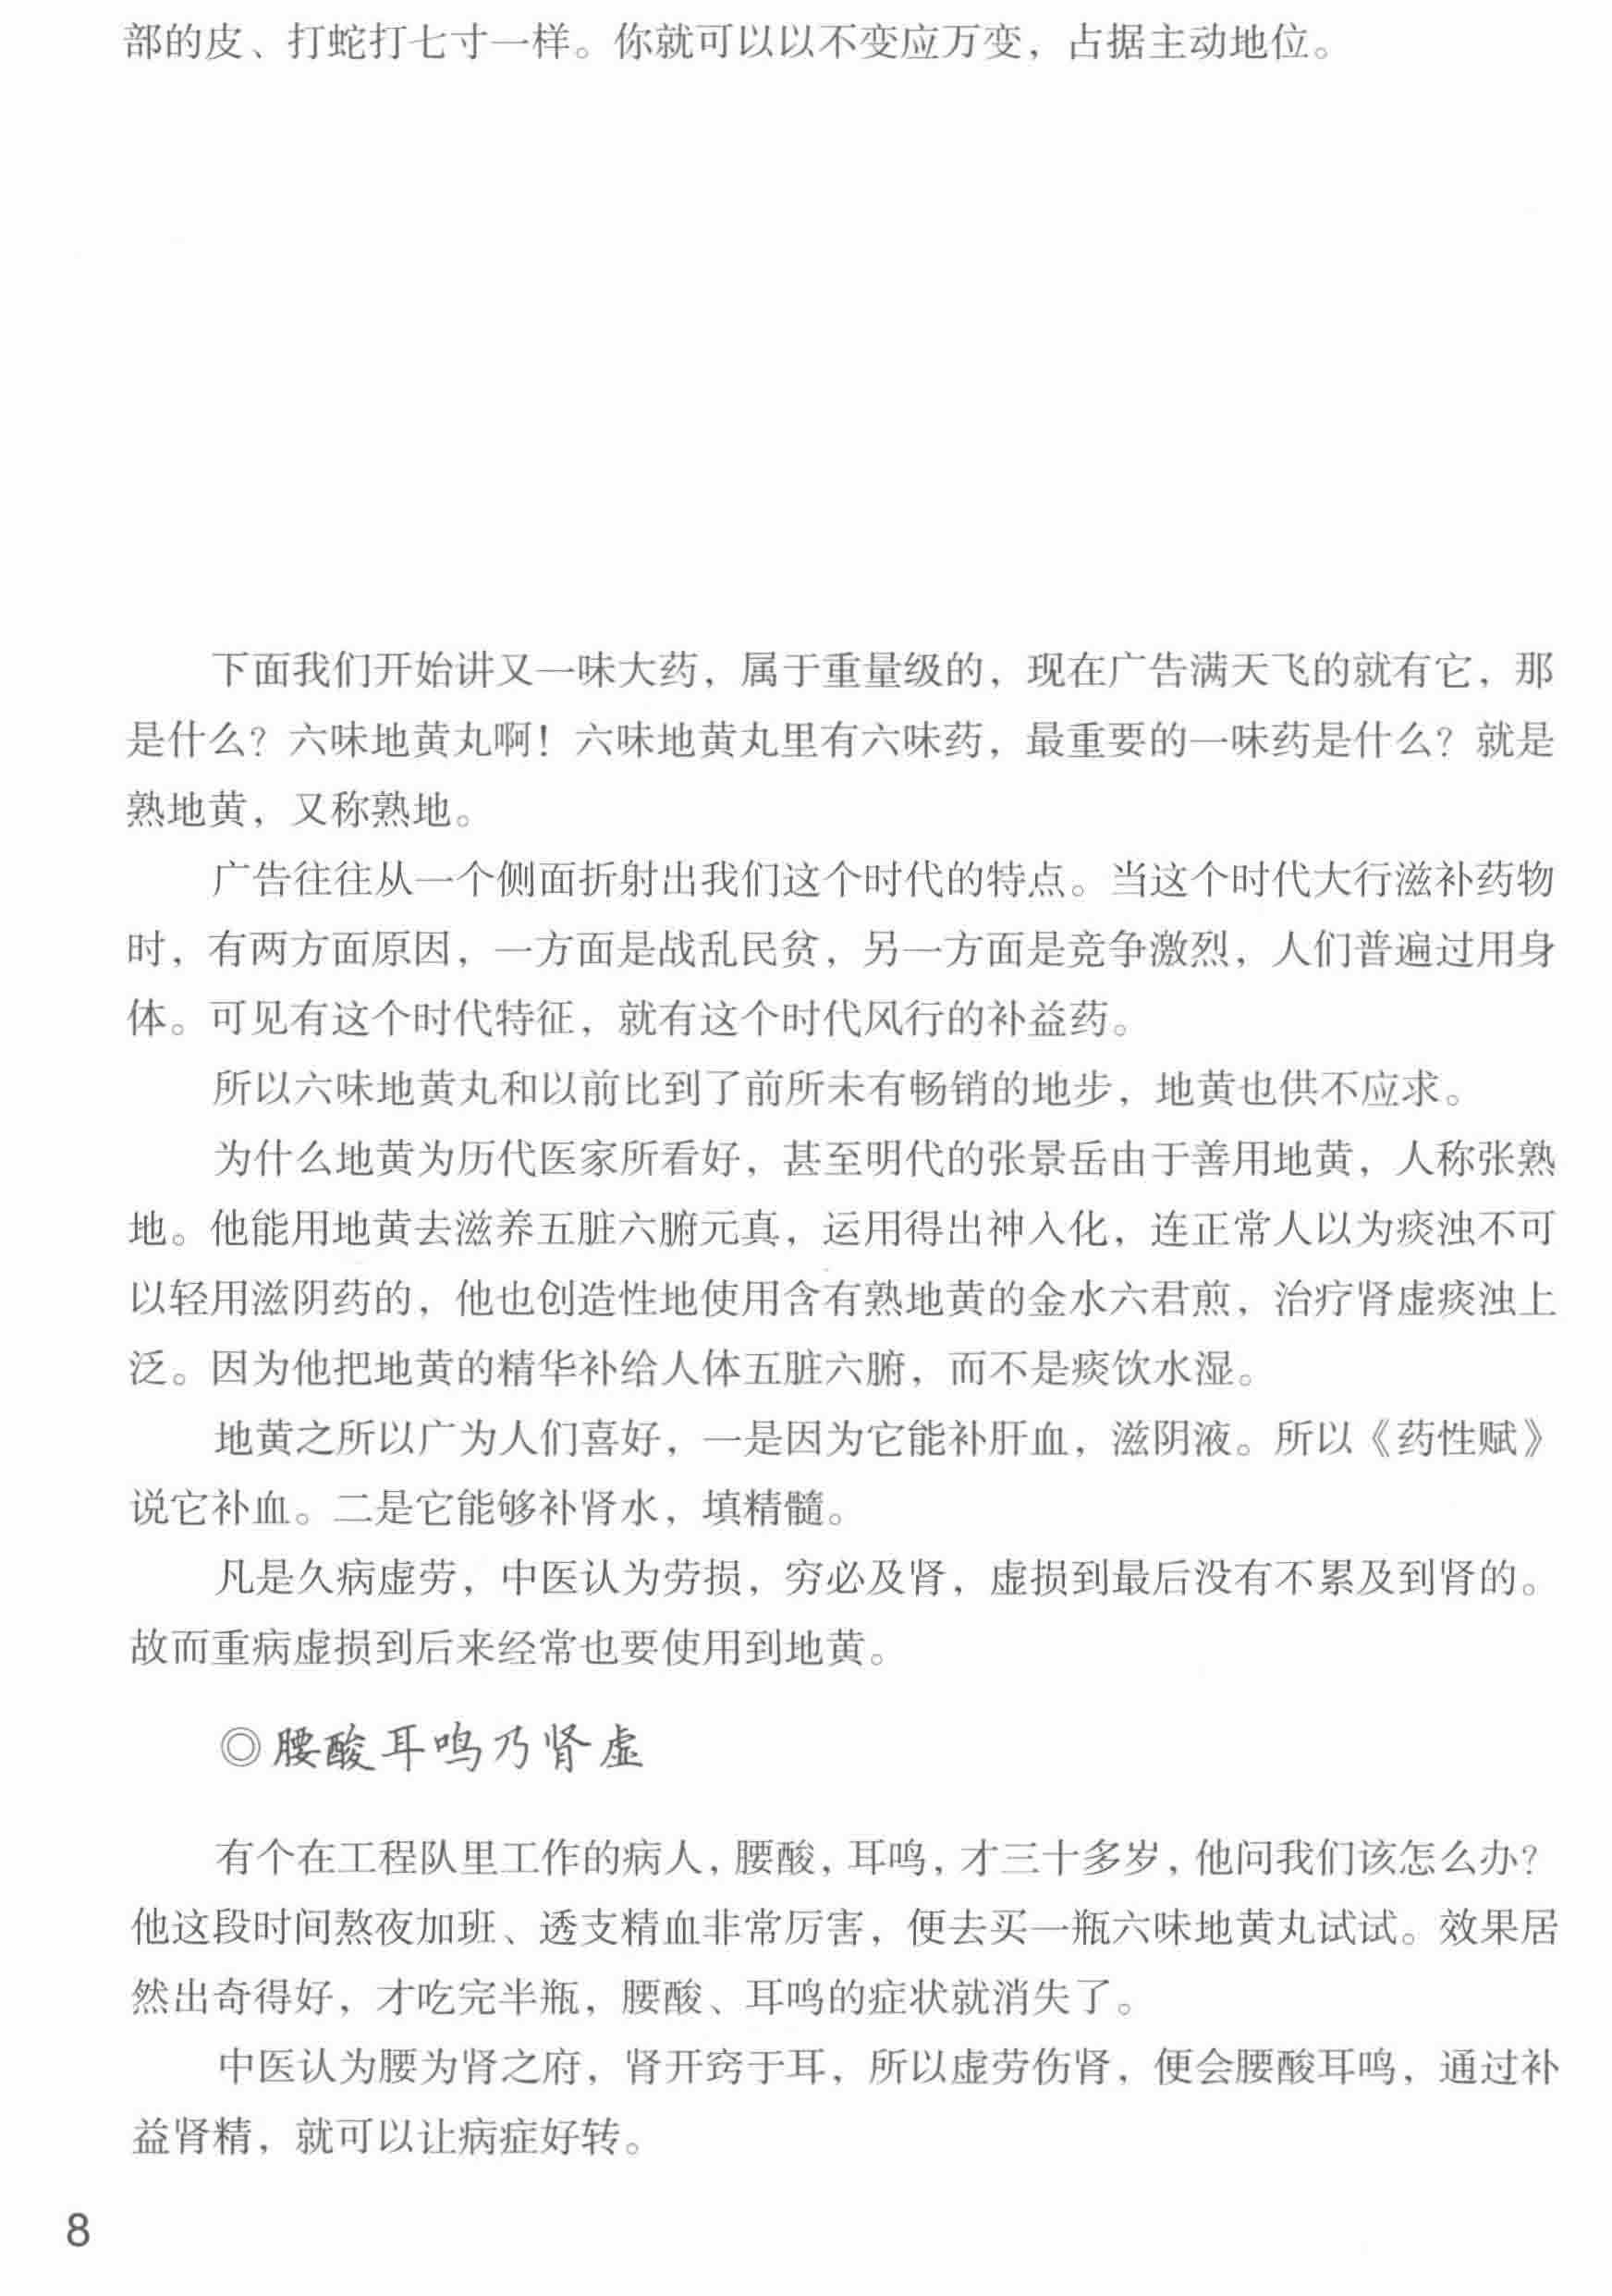 部的皮、打蛇打七寸一样。你就可以以不变应万变，占据主动地位。
下面我们开始讲又一味大药，属于重量级的，现在广告满天飞的就有它，那
是什么？六味地黄丸啊！六味地黄丸里有六味药，最重要的一味药是什么？就是
熟地黄，又称熟地。
广告往往从一个侧面折射出我们这个时代的特点。当这个时代大行滋补药物
时，有两方面原因，一方面是战乱民贫，另一方面是竞争激烈，人们普遍过用身
体。可见有这个时代特征，就有这个时代风行的补益药。
所以六味地黄丸和以前比到了前所未有畅销的地步，地黄也供不应求。
为什么地黄为历代医家所看好，甚至明代的张景岳由于善用地黄，人称张熟
地。他能用地黄去滋养五脏六腑元真，运用得出神入化，连正常人以为痰浊不可
以轻用滋阴药的，他也创造性地使用含有熟地黄的金水六君煎，治疗肾虚痰浊上
泛。因为他把地黄的精华补给人体五脏六腑，而不是痰饮水湿。
地黄之所以广为人们喜好，一是因为它能补肝血，滋阴液。所以《药性赋》
说它补血。二是它能够补肾水，填精髓。
凡是久病虚劳，中医认为劳损，穷必及肾，虚损到最后没有不累及到肾的。
故而重病虚损到后来经常也要使用到地黄。
◎腰酸耳鸣乃肾虚
有个在工程队里工作的病人，腰酸，耳鸣，才三十多岁，他问我们该怎么办？
他这段时间熬夜加班、透支精血非常厉害，便去买一瓶六味地黄丸试试。效果居
然出奇得好，才吃完半瓶，腰酸、耳鸣的症状就消失了。
中医认为腰为肾之府，肾开窍于耳，所以虚劳伤肾，便会腰酸耳鸣，通过补
益肾精，就可以让病症好转。
8